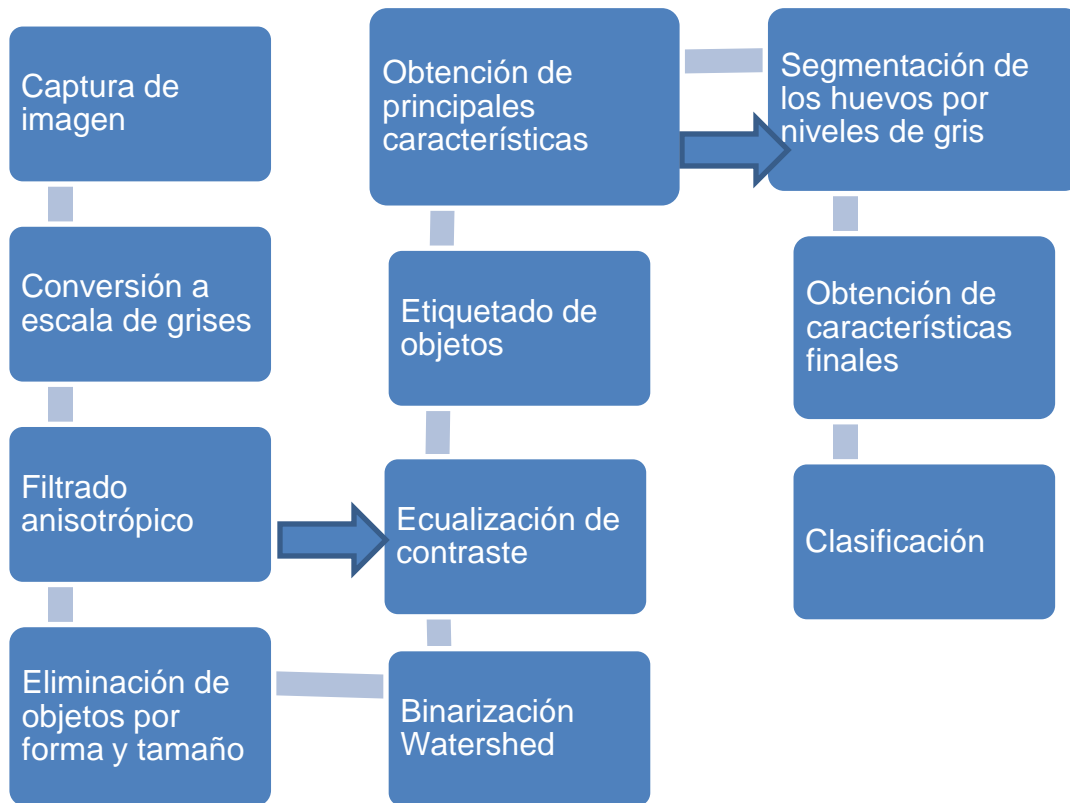 Captura de
imagen
Conversión a
escala de grises
Filtrado
anisotrópico
Eliminación de
objetos por
forma y tamaño
Obtención de
principales
características
Etiquetado de
objetos
Ecualización de
contraste
Binarización
Watershed
Segmentación de
los huevos por
niveles de gris
Obtención de
características
finales
Clasificación